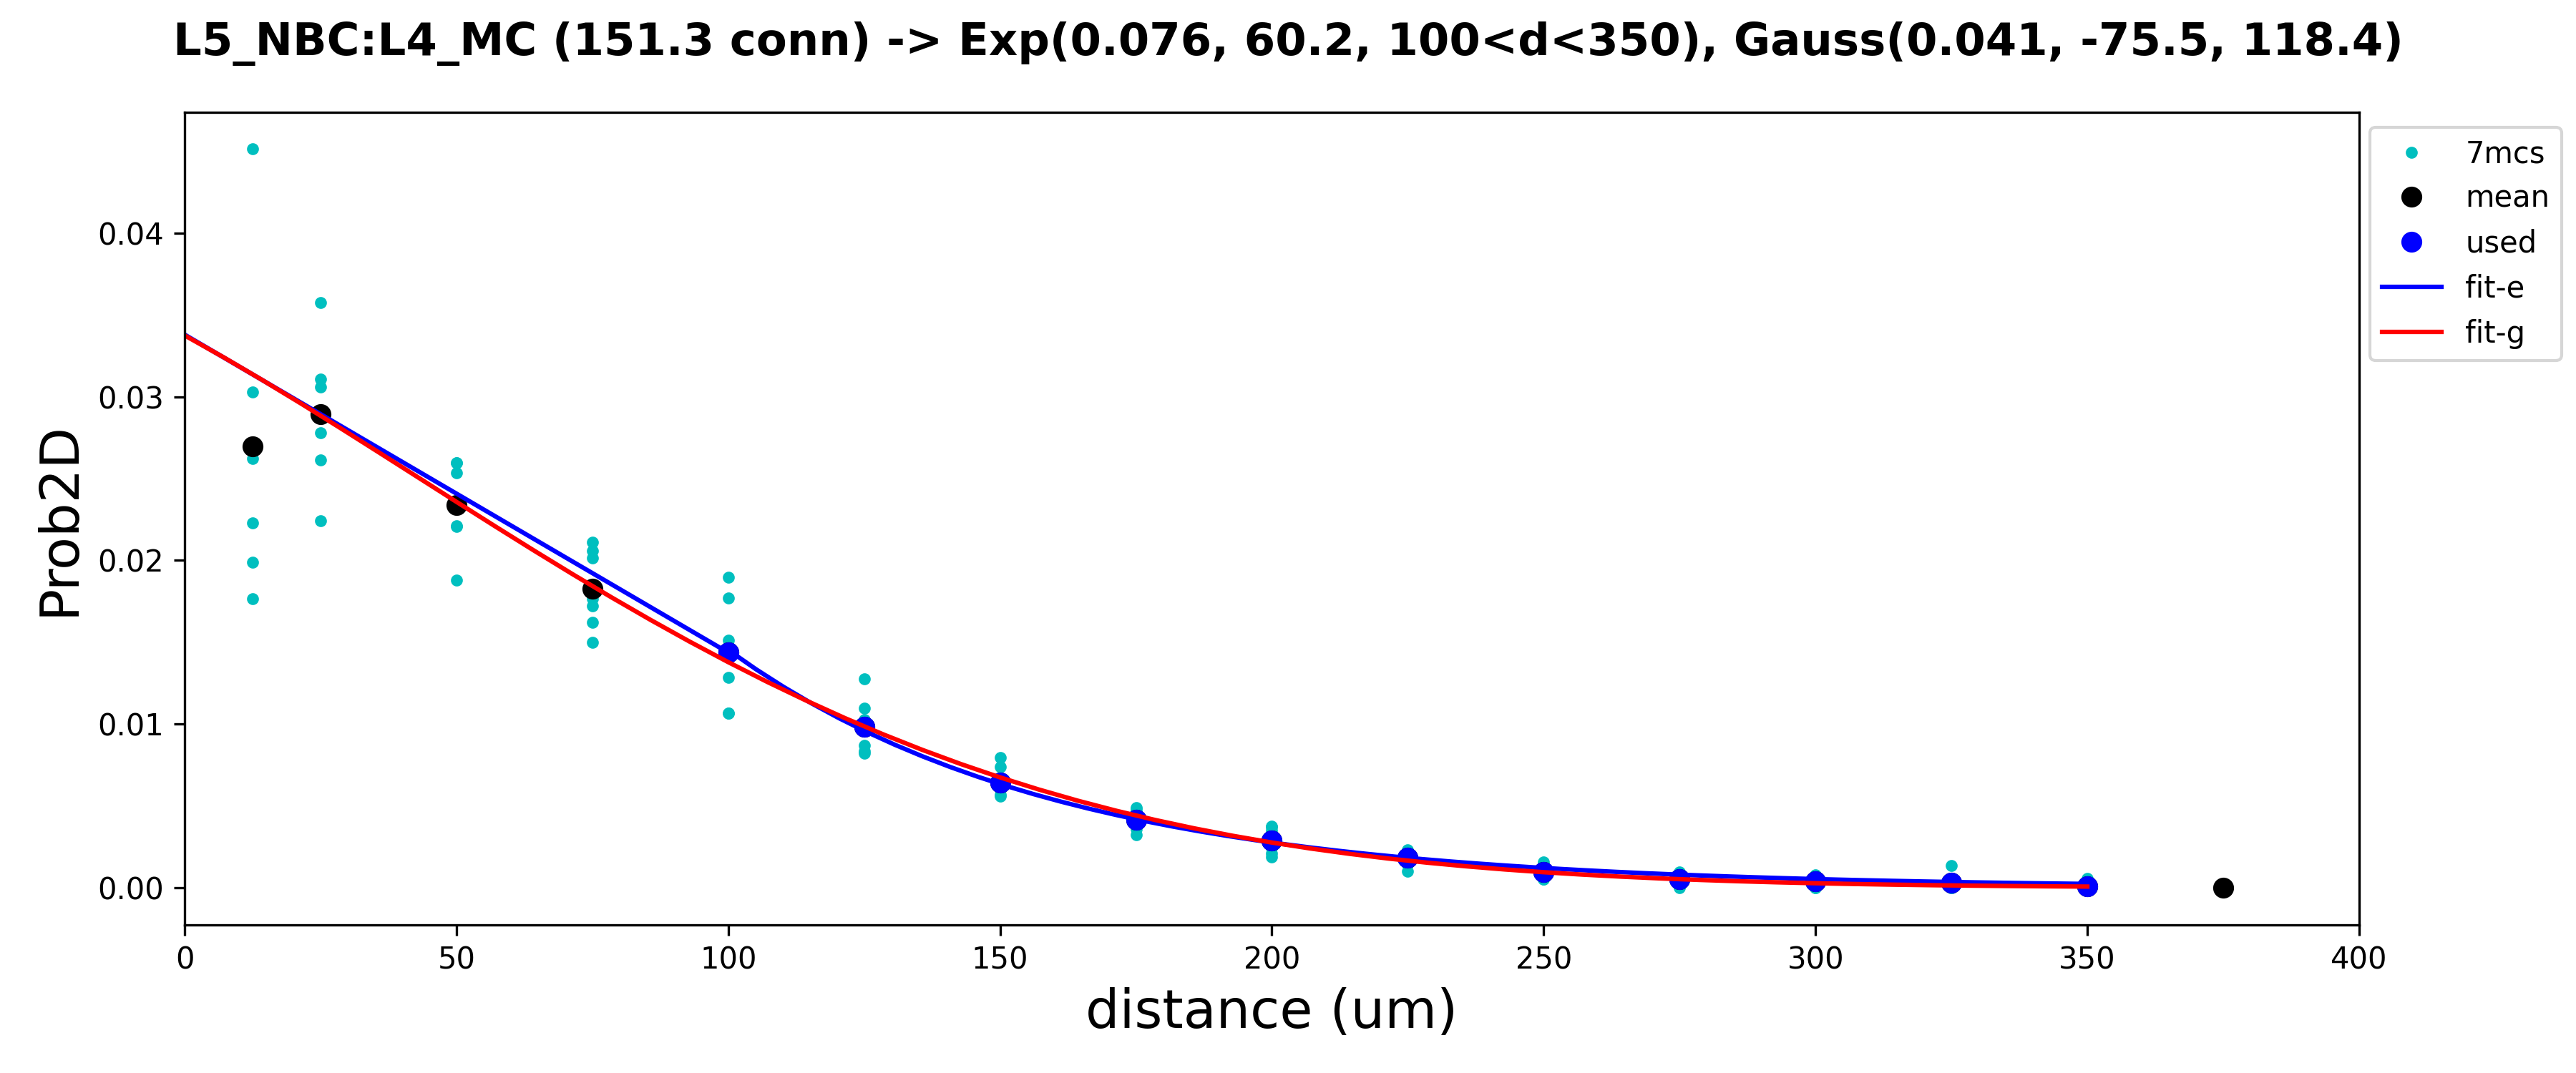 L5_NBC:L4_MC (151.3 conn) -> Exp(0.076, 60.2, 100<d<350), Gauss(0.041, -75.5, 118.4)
7mcs
mean
used
fit-e
fit-g
Prob2D
0.04
0.03
0.02
0.01
0.00
0 50 100 150 200 250 300 350 400
distance (um)